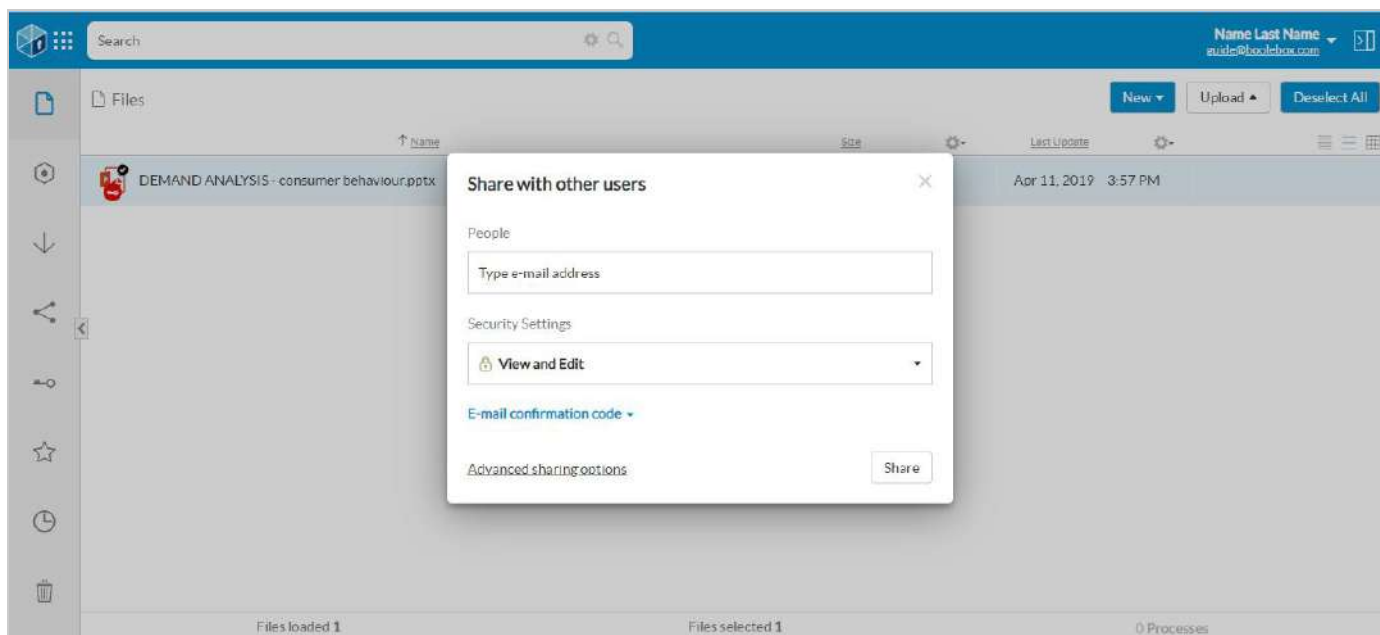 Search
Name Last Name
guide@boolebox.com
Files
New
Upload
Deselect All
Name
Size
Last Update
DEMAND ANALYSIS - consumer behaviour.pptx
Apr 11, 2019 3:57 PM
Share with other users
People
Type e-mail address
Security Settings
View and Edit
E-mail confirmation code
Advanced sharing options
Share
Files loaded 1
Files selected 1
0 Processes